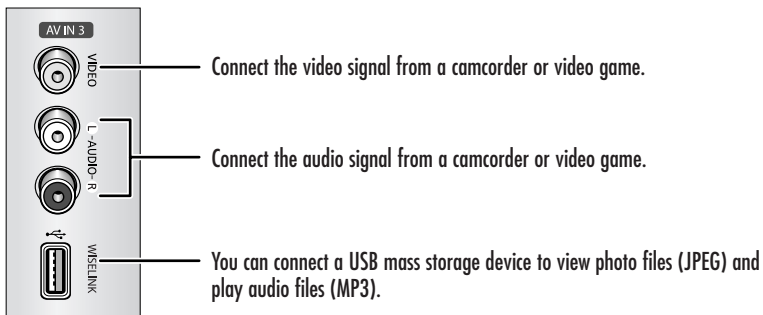 AV IN 3
VIDEO
Connect the video signal from a camcorder or video game.
L -AUDIO- R
Connect the audio signal from a camcorder or video game.
WISELINK
You can connect a USB mass storage device to view photo files (JPEG) and
play audio files (MP3).